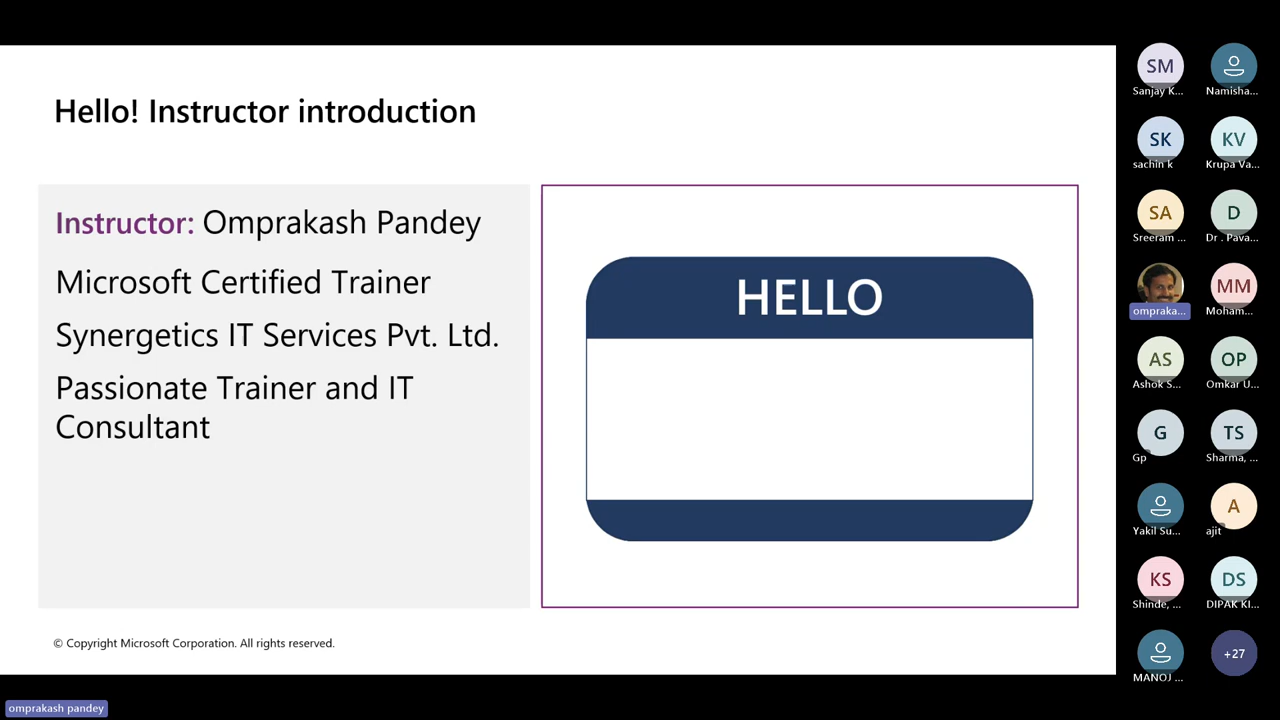 Hello! Instructor introduction
Instructor: Omprakash Pandey
Microsoft Certified Trainer
Synergetics IT Services Pvt. Ltd.
Passionate Trainer and IT
Consultant
HELLO
© Copyright Microsoft Corporation. All rights reserved.
SM
Sanjay K...
Namisha...
SK
sachin k
KV
Krupa Va...
SA
Sreeram ...
D
Dr . Pava...
ompraka...
MM
Moham...
AS
Ashok S...
OP
Omkar U...
G
Gp
TS
Sharma, ...
Yakil Su...
A
ajit
KS
Shinde, ...
DS
DIPAK KI...
MANOJ ...
+27
omprakash pandey